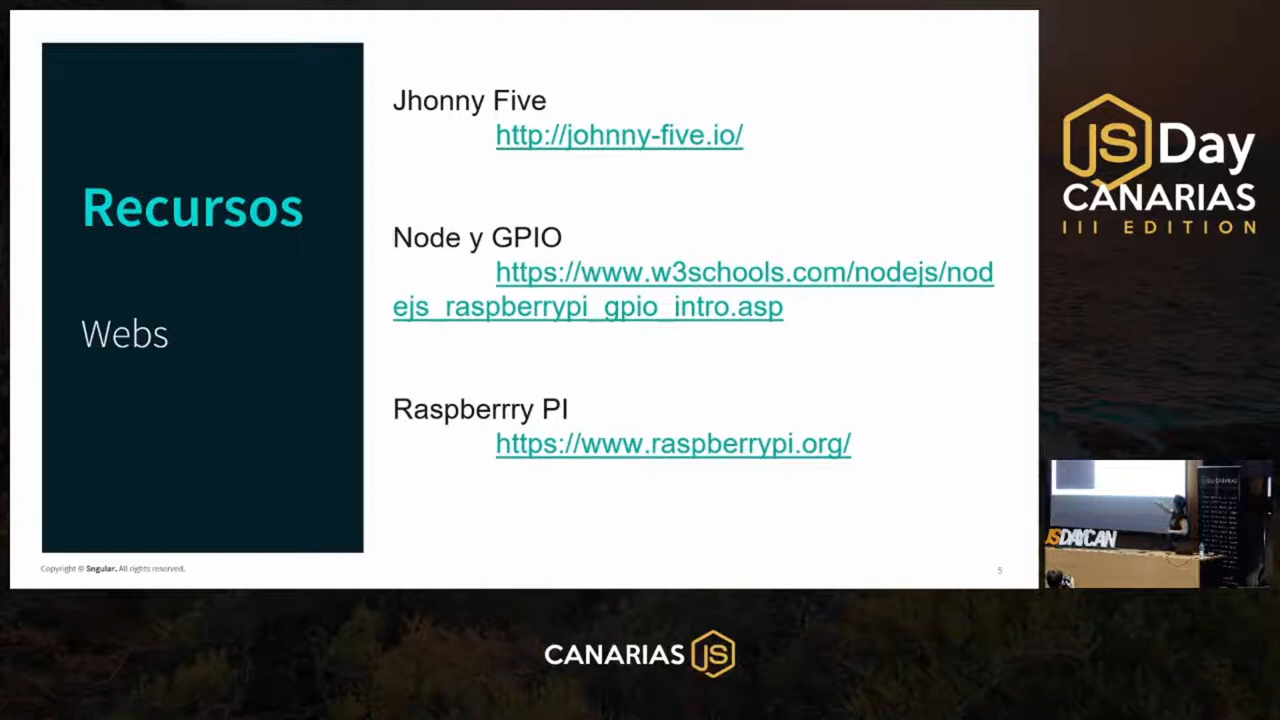 Recursos
Webs
Jhonny Five
http://johnny-five.io/
Node y GPIO
https://www.w3schools.com/nodejs/nod
ejs_raspberrypi_gpio_intro.asp
Raspberrry PI
https://www.raspberrypi.org/
Copyright © Sngular. All rights reserved.
5
JS Day
CANARIAS
III EDITION
JSDAYCAN
CANARIAS JS